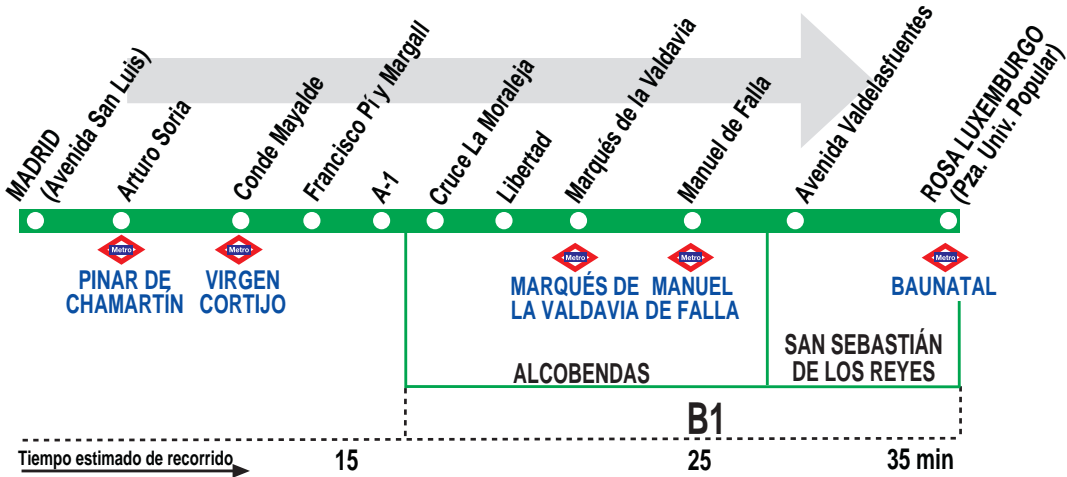 MADRID
(Avenida San Luis)
Arturo Soria
Conde Mayalde
Francisco Pí y Margall
A-1
Cruce La Moraleja
Libertad
Marqués de la Valdavia
Manuel de Falla
Avenida Valdelasfuentes
ROSA LUXEMBURGO
(Pza. Univ. Popular)
Metro
Metro
Metro
Metro
Metro
PINAR DE
CHAMARTÍN
VIRGEN
CORTIJO
MARQUÉS DE
LA VALDAVIA
MANUEL
DE FALLA
BAUNATAL
ALCOBENDAS
SAN SEBASTIÁN
DE LOS REYES
B1
Tiempo estimado de recorrido
15
25
35 min